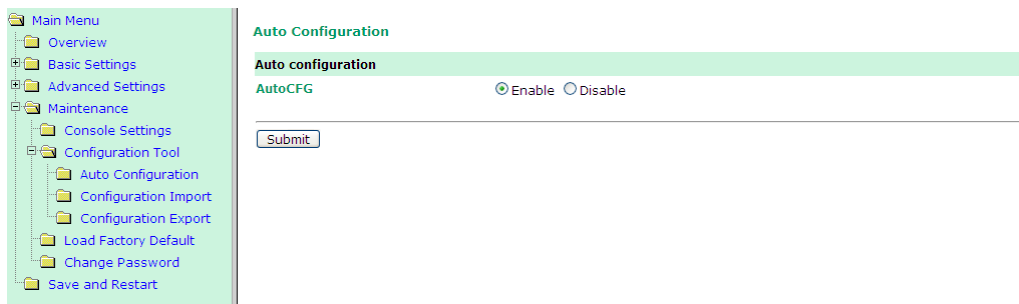 Main Menu
Overview
Basic Settings
Advanced Settings
Maintenance
Console Settings
Configuration Tool
Auto Configuration
Configuration Import
Configuration Export
Load Factory Default
Change Password
Save and Restart
Auto Configuration
Auto configuration
AutoCFG Enable Disable
Submit